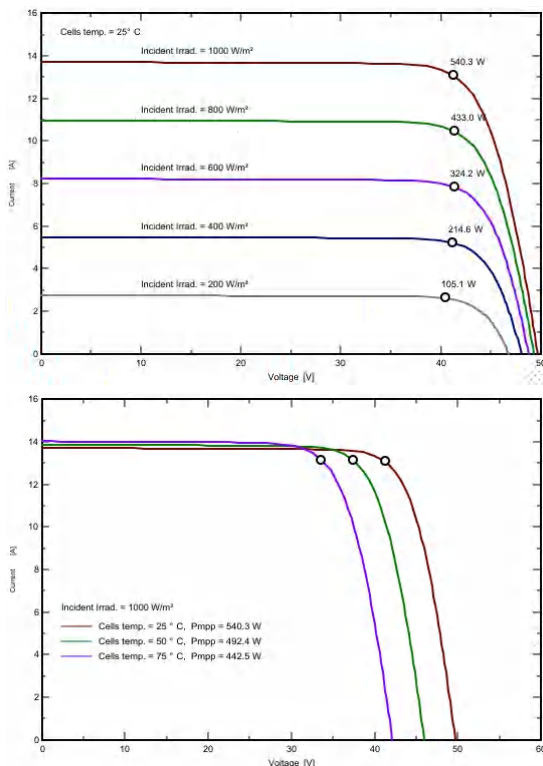 16
14
12
10
8
6
4
2
0
Current [A]
Cells temp. = 25° C
Incident Irrad. = 1000 W/m²
540.3 W
Incident Irrad. = 800 W/m²
433.0 W
Incident Irrad. = 600 W/m²
324.2 W
Incident Irrad. = 400 W/m²
214.6 W
Incident Irrad. = 200 W/m²
105.1 W
0 10 20 30 40 50
Voltage [V]
16
14
12
10
8
6
4
2
0
Current [A]
Incident Irrad. = 1000 W/m²
Cells temp. = 25 ° C, Pmpp = 540.3 W
Cells temp. = 50 ° C, Pmpp = 492.4 W
Cells temp. = 75 ° C, Pmpp = 442.5 W
0 10 20 30 40 50 60
Voltage [V]